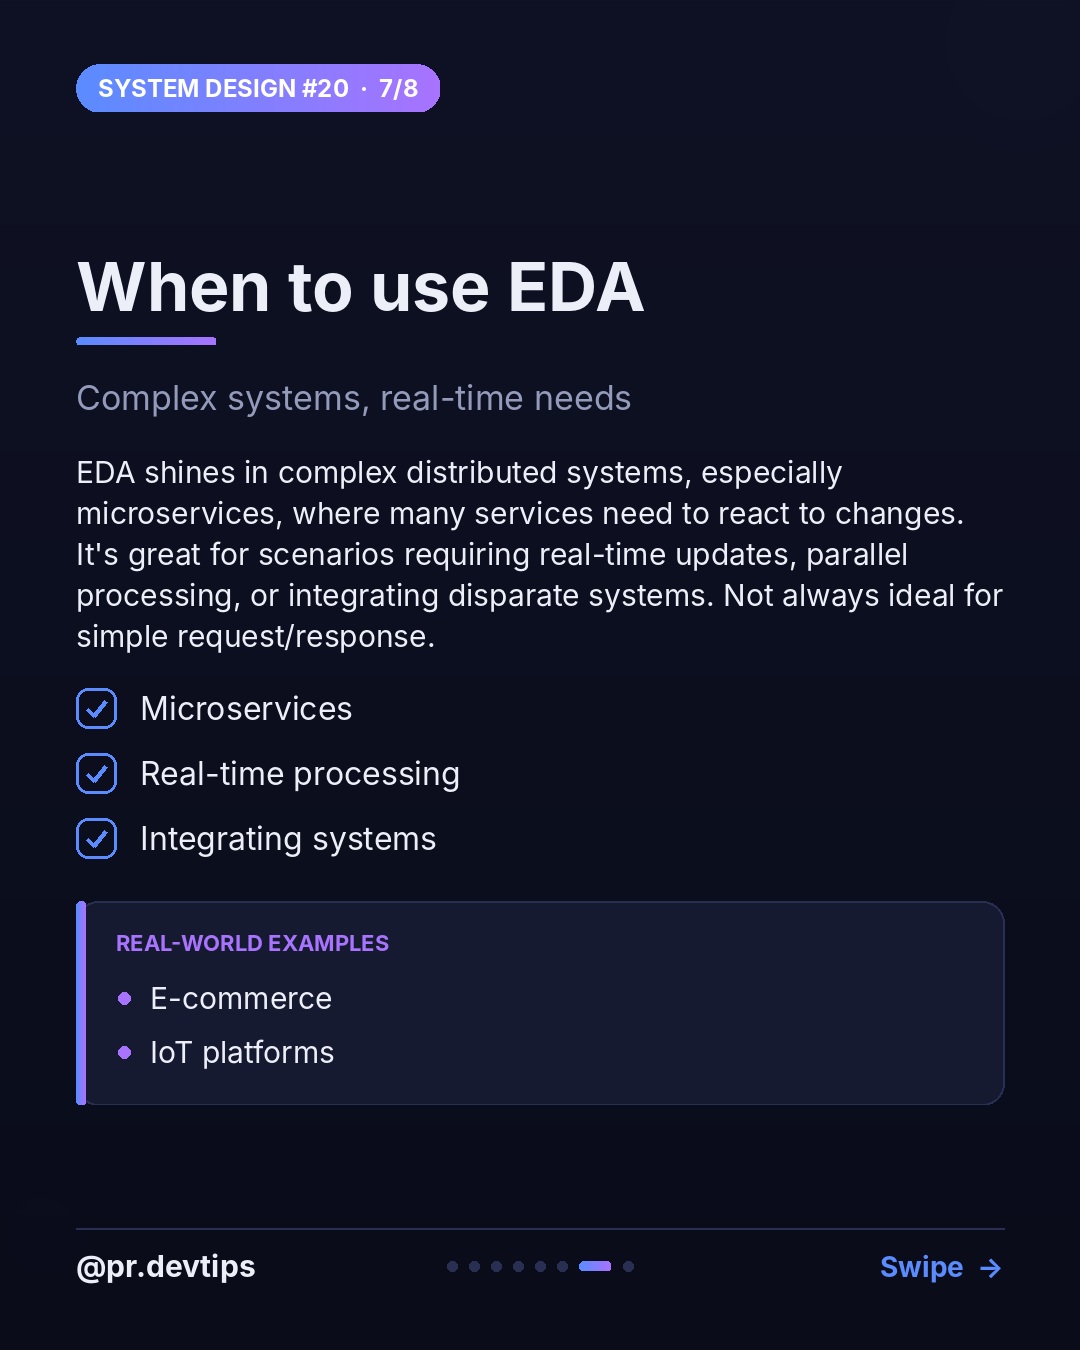 SYSTEM DESIGN #20 · 7/8
When to use EDA
Complex systems, real-time needs
EDA shines in complex distributed systems, especially
microservices, where many services need to react to changes.
It's great for scenarios requiring real-time updates, parallel
processing, or integrating disparate systems. Not always ideal for
simple request/response.
Microservices
Real-time processing
Integrating systems
REAL-WORLD EXAMPLES
E-commerce
IoT platforms
@pr.devtips
Swipe →